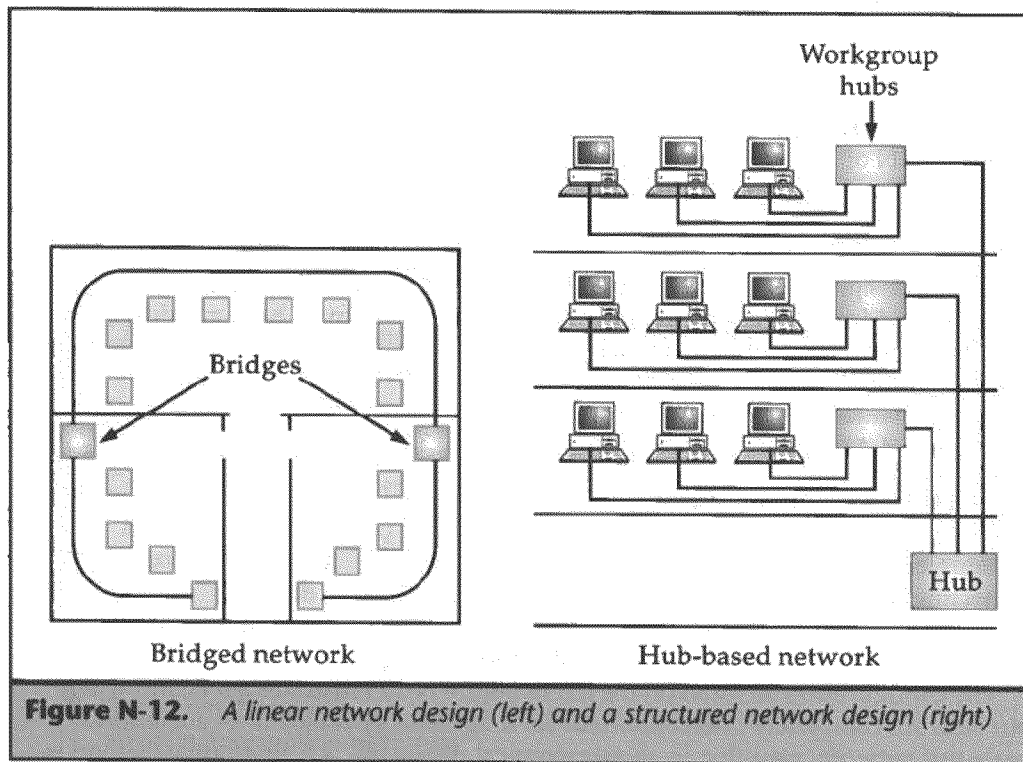 Workgroup
hubs
Bridges
Hub
Bridged network
Hub-based network
Figure N-12. A linear network design (left) and a structured network design (right)